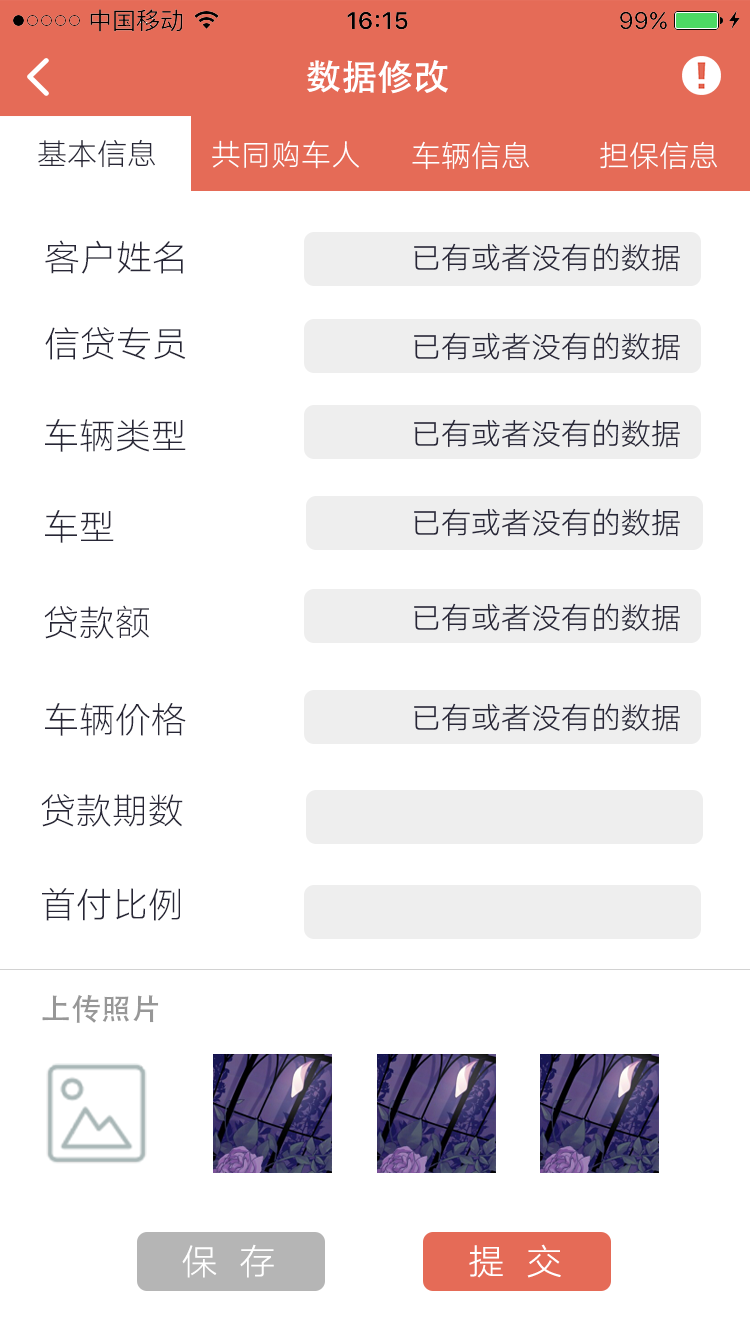 中国移动 16:15 99%
数据修改
基本信息 共同购车人 车辆信息 担保信息
客户姓名 已有或者没有的数据
信贷专员 已有或者没有的数据
车辆类型 已有或者没有的数据
车型 已有或者没有的数据
贷款额 已有或者没有的数据
车辆价格 已有或者没有的数据
贷款期数
首付比例
上传照片
保 存 提 交